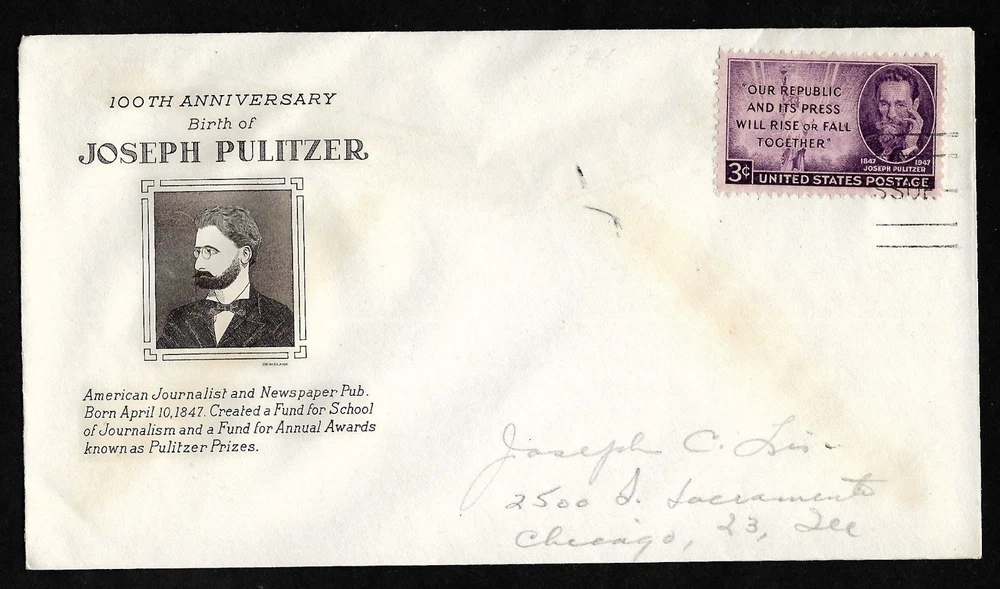 100TH ANNIVERSARY
Birth of
JOSEPH PULITZER
American Journalist and Newspaper Pub.
Born April 10, 1847. Created a Fund for School
of Journalism and a Fund for Annual Awards
known as Pulitzer Prizes.
"OUR REPUBLIC
AND ITS PRESS
WILL RISE OR FALL
TOGETHER"
1847 1947
JOSEPH PULITZER
3¢ UNITED STATES POSTAGE
Joseph C. Lis.
2500 S. Sacramento
Chicago, 23, Ill